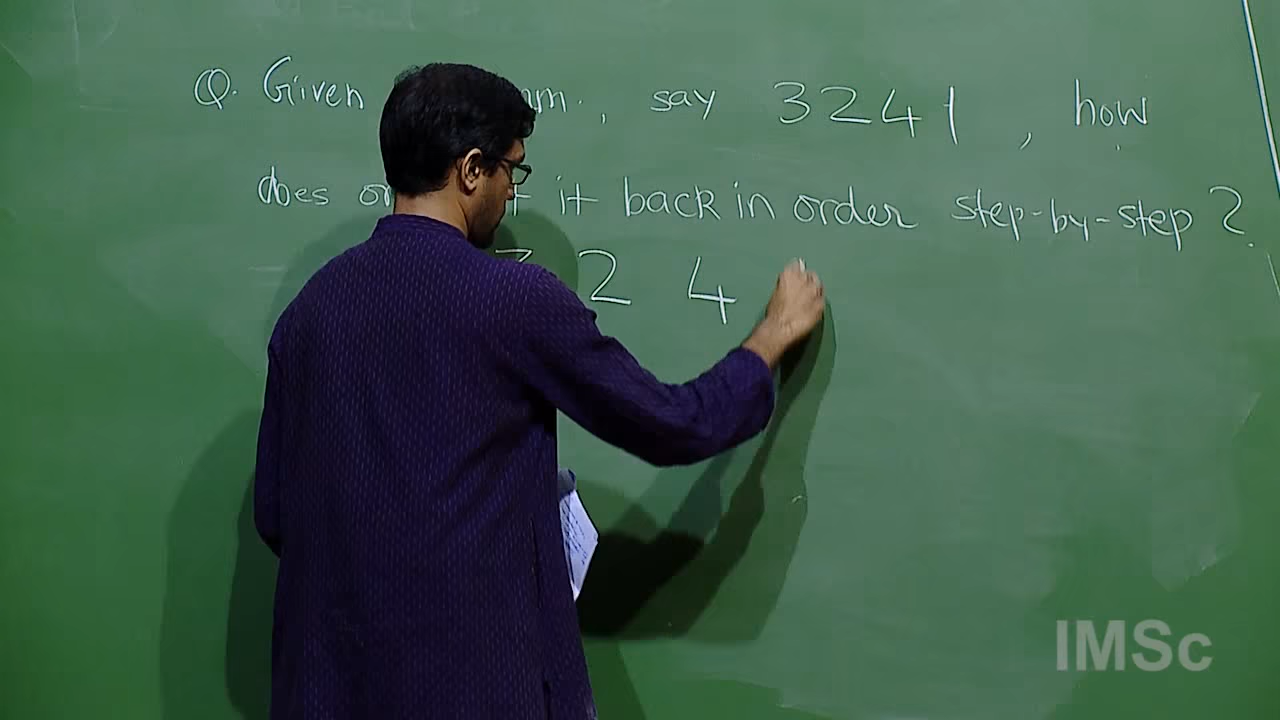 Q. Given m. , say 3241 , how
does it back in order step-by-step ?
3 2 4
IMSc